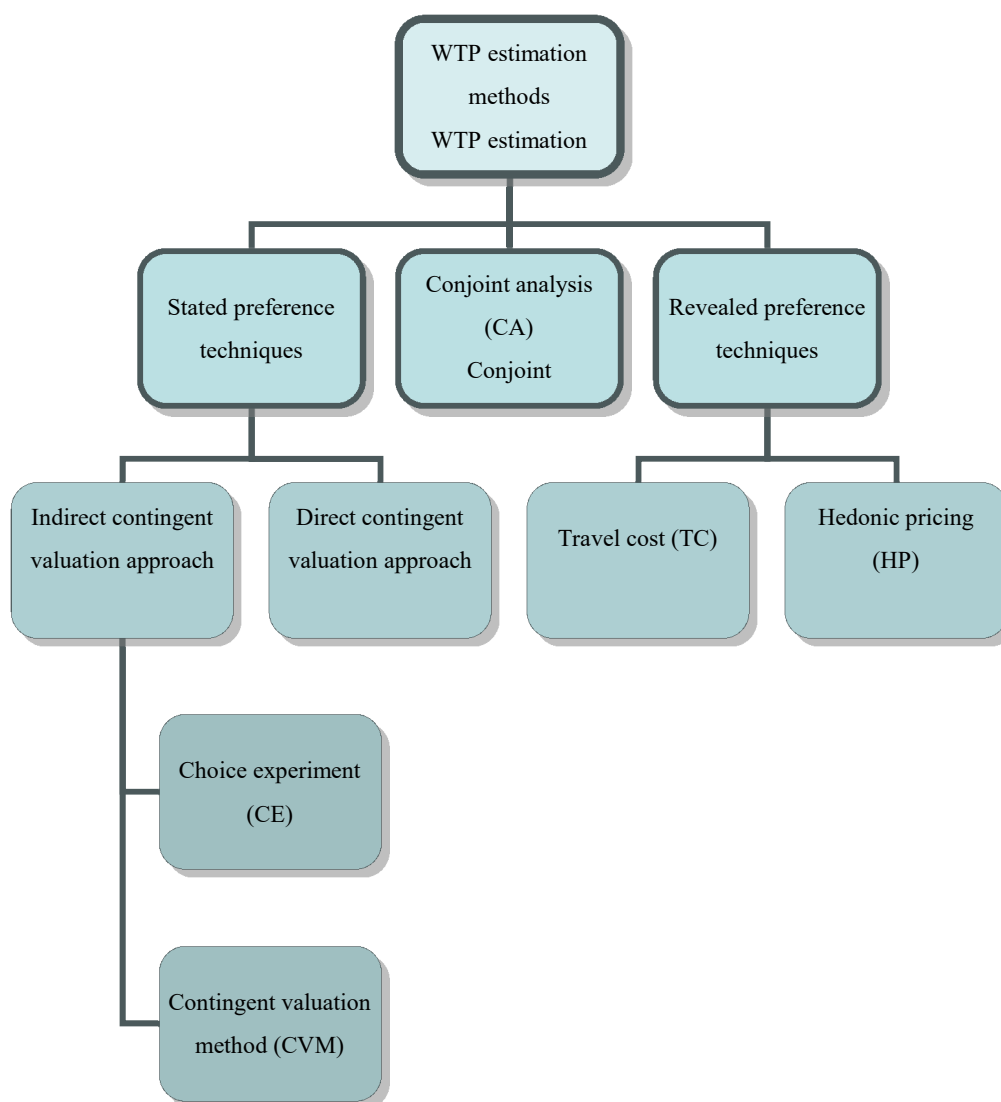 WTP estimation
methods
WTP estimation
Stated preference
techniques
Conjoint analysis
(CA)
Conjoint
Revealed preference
techniques
Indirect contingent
valuation approach
Direct contingent
valuation approach
Travel cost (TC)
Hedonic pricing
(HP)
Choice experiment
(CE)
Contingent valuation
method (CVM)